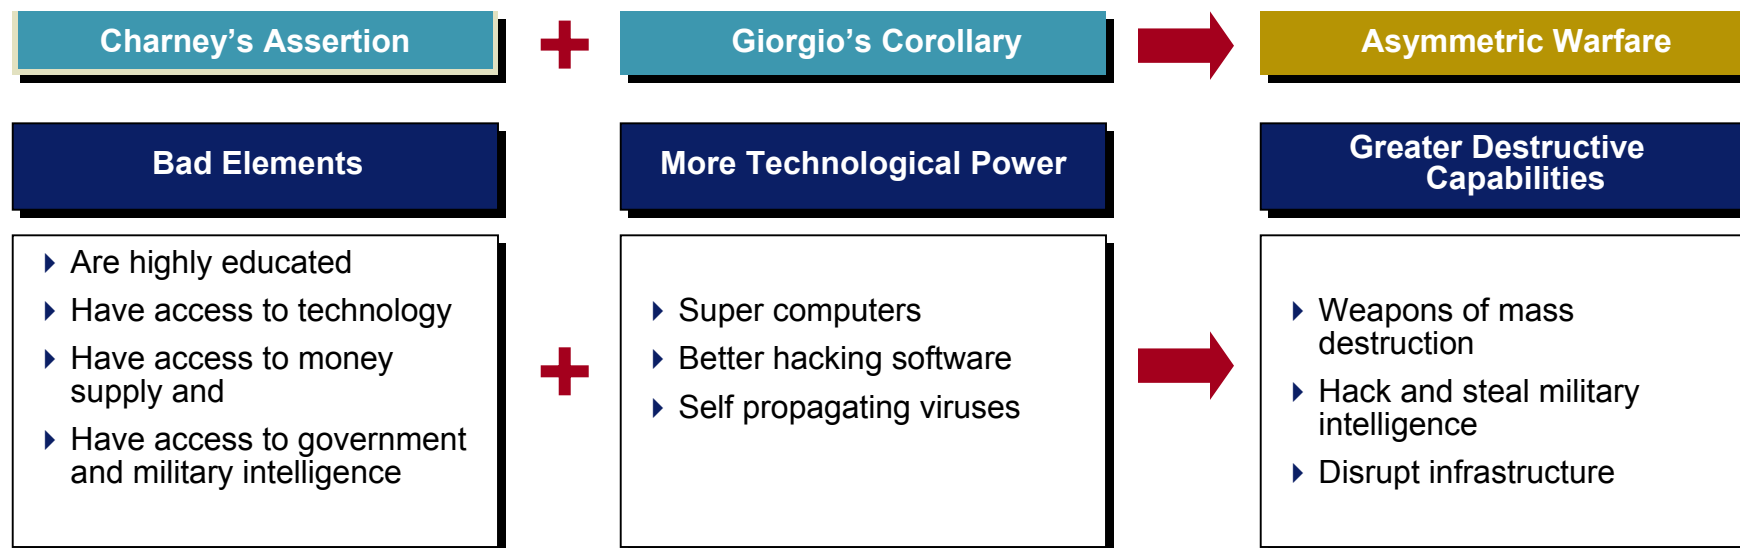 Charney’s Assertion
+
Giorgio’s Corollary
Asymmetric Warfare
Bad Elements
More Technological Power
Greater Destructive
Capabilities
Are highly educated
Have access to technology
Have access to money
supply and
Have access to government
and military intelligence
+
Super computers
Better hacking software
Self propagating viruses
Weapons of mass
destruction
Hack and steal military
intelligence
Disrupt infrastructure